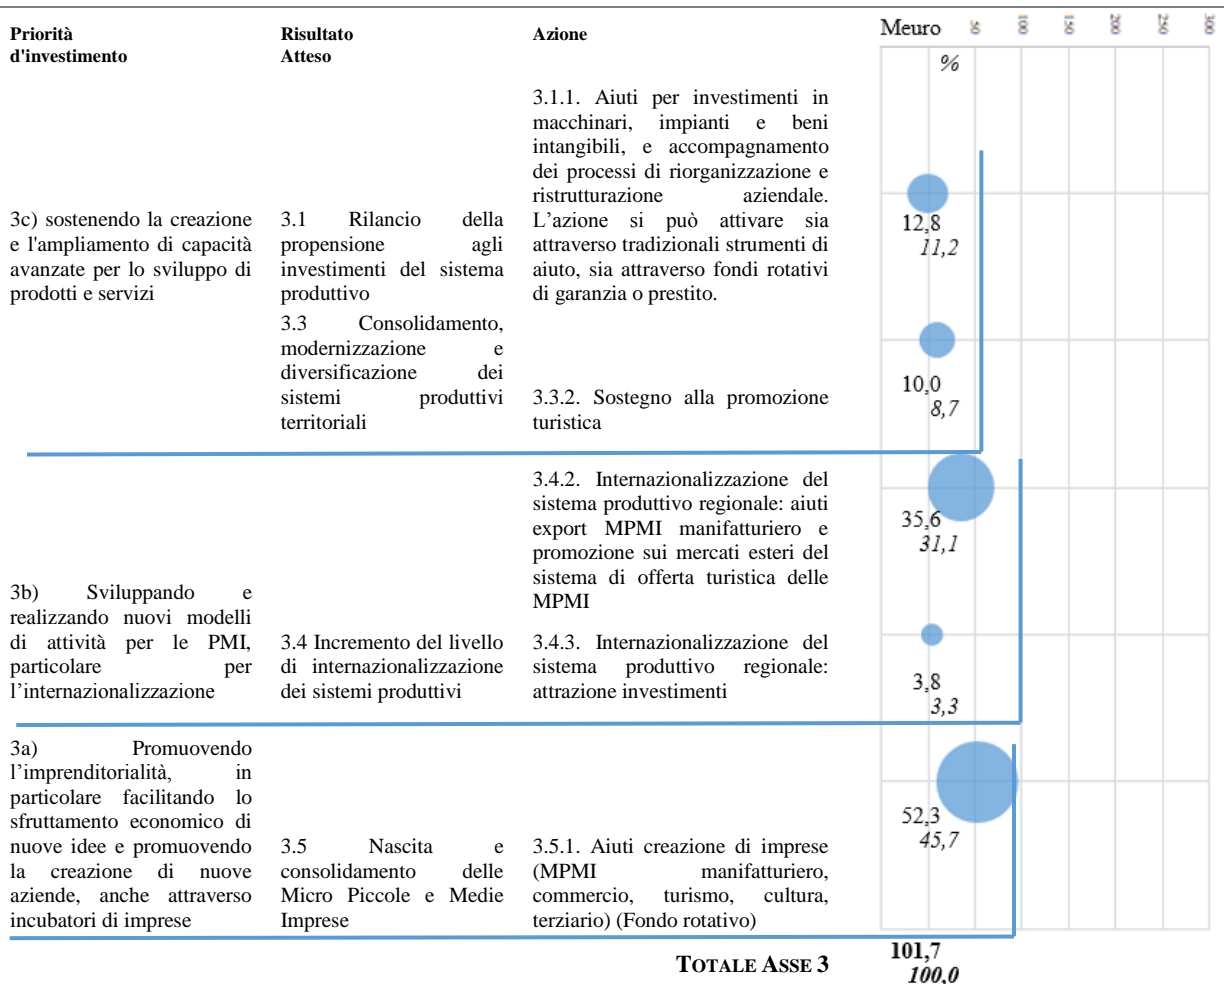 Priorità
d'investimento
Risultato
Atteso
Azione
Meuro 50 100 150 200 250 300
%
3c) sostenendo la creazione
e l'ampliamento di capacità
avanzate per lo sviluppo di
prodotti e servizi
3.1 Rilancio della
propensione agli
investimenti del sistema
produttivo
3.1.1. Aiuti per investimenti in
macchinari, impianti e beni
intangibili, e accompagnamento
dei processi di riorganizzazione e
ristrutturazione aziendale.
L'azione si può attivare sia
attraverso tradizionali strumenti di
aiuto, sia attraverso fondi rotativi
di garanzia o prestito.
12,8
11,2
3.3 Consolidamento,
modernizzazione e
diversificazione dei
sistemi produttivi
territoriali
3.3.2. Sostegno alla promozione
turistica
10,0
8,7
3b) Sviluppando e
realizzando nuovi modelli
di attività per le PMI,
particolare per
l'internazionalizzazione
3.4 Incremento del livello
di internazionalizzazione
dei sistemi produttivi
3.4.2. Internazionalizzazione del
sistema produttivo regionale: aiuti
export MPMI manifatturiero e
promozione sui mercati esteri del
sistema di offerta turistica delle
MPMI
35,6
31,1
3.4.3. Internazionalizzazione del
sistema produttivo regionale:
attrazione investimenti
3,8
3,3
3a) Promuovendo
l'imprenditorialità, in
particolare facilitando lo
sfruttamento economico di
nuove idee e promuovendo
la creazione di nuove
aziende, anche attraverso
incubatori di imprese
3.5 Nascita e
consolidamento delle
Micro Piccole e Medie
Imprese
3.5.1. Aiuti creazione di imprese
(MPMI manifatturiero,
commercio, turismo, cultura,
terziario) (Fondo rotativo)
52,3
45,7
TOTALE ASSE 3
101,7
100,0